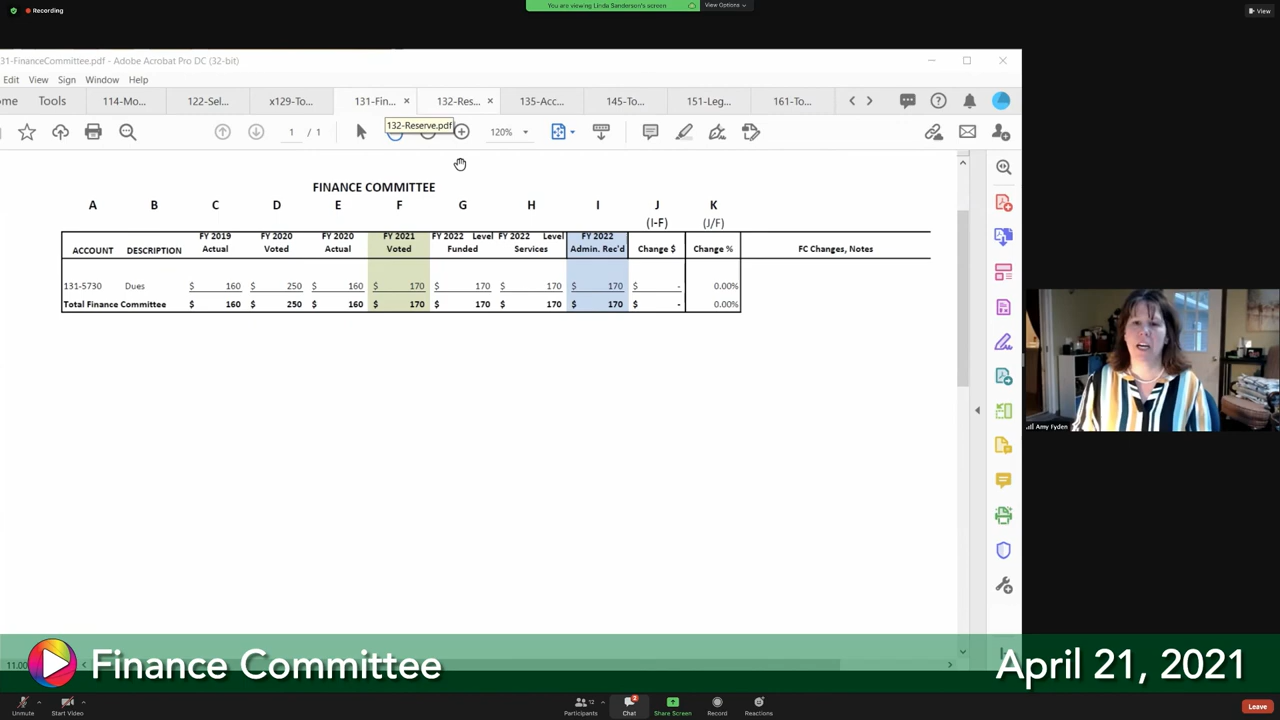 Recording
You are viewing Linda Sanderson's screen
View Options
View
31-FinanceCommittee.pdf - Adobe Acrobat Pro DC (32-bit)
Edit View Sign Window Help
ome Tools 114-Mo... 122-Sel... x129-To... 131-Fin... × 132-Res... × 135-Acc... 145-To... 151-Leg... 161-To...
132-Reserve.pdf
1 / 1
120%
FINANCE COMMITTEE
A B C D E F G H I J K
(I-F) (J/F)
FY 2019 FY 2020 FY 2020 FY 2021 FY 2022 Level FY 2022 Level FY 2022
ACCOUNT DESCRIPTION Actual Voted Actual Voted Funded Services Admin. Rec'd Change $ Change % FC Changes, Notes
131-5730 Dues $ 160 $ 250 $ 160 $ 170 $ 170 $ 170 $ 170 $ - 0.00%
Total Finance Committee $ 160 $ 250 $ 160 $ 170 $ 170 $ 170 $ 170 $ - 0.00%
Amy Fyden
11.00
Finance Committee
April 21, 2021
Unmute Start Video Participants 12 Chat Share Screen Record Reactions Leave